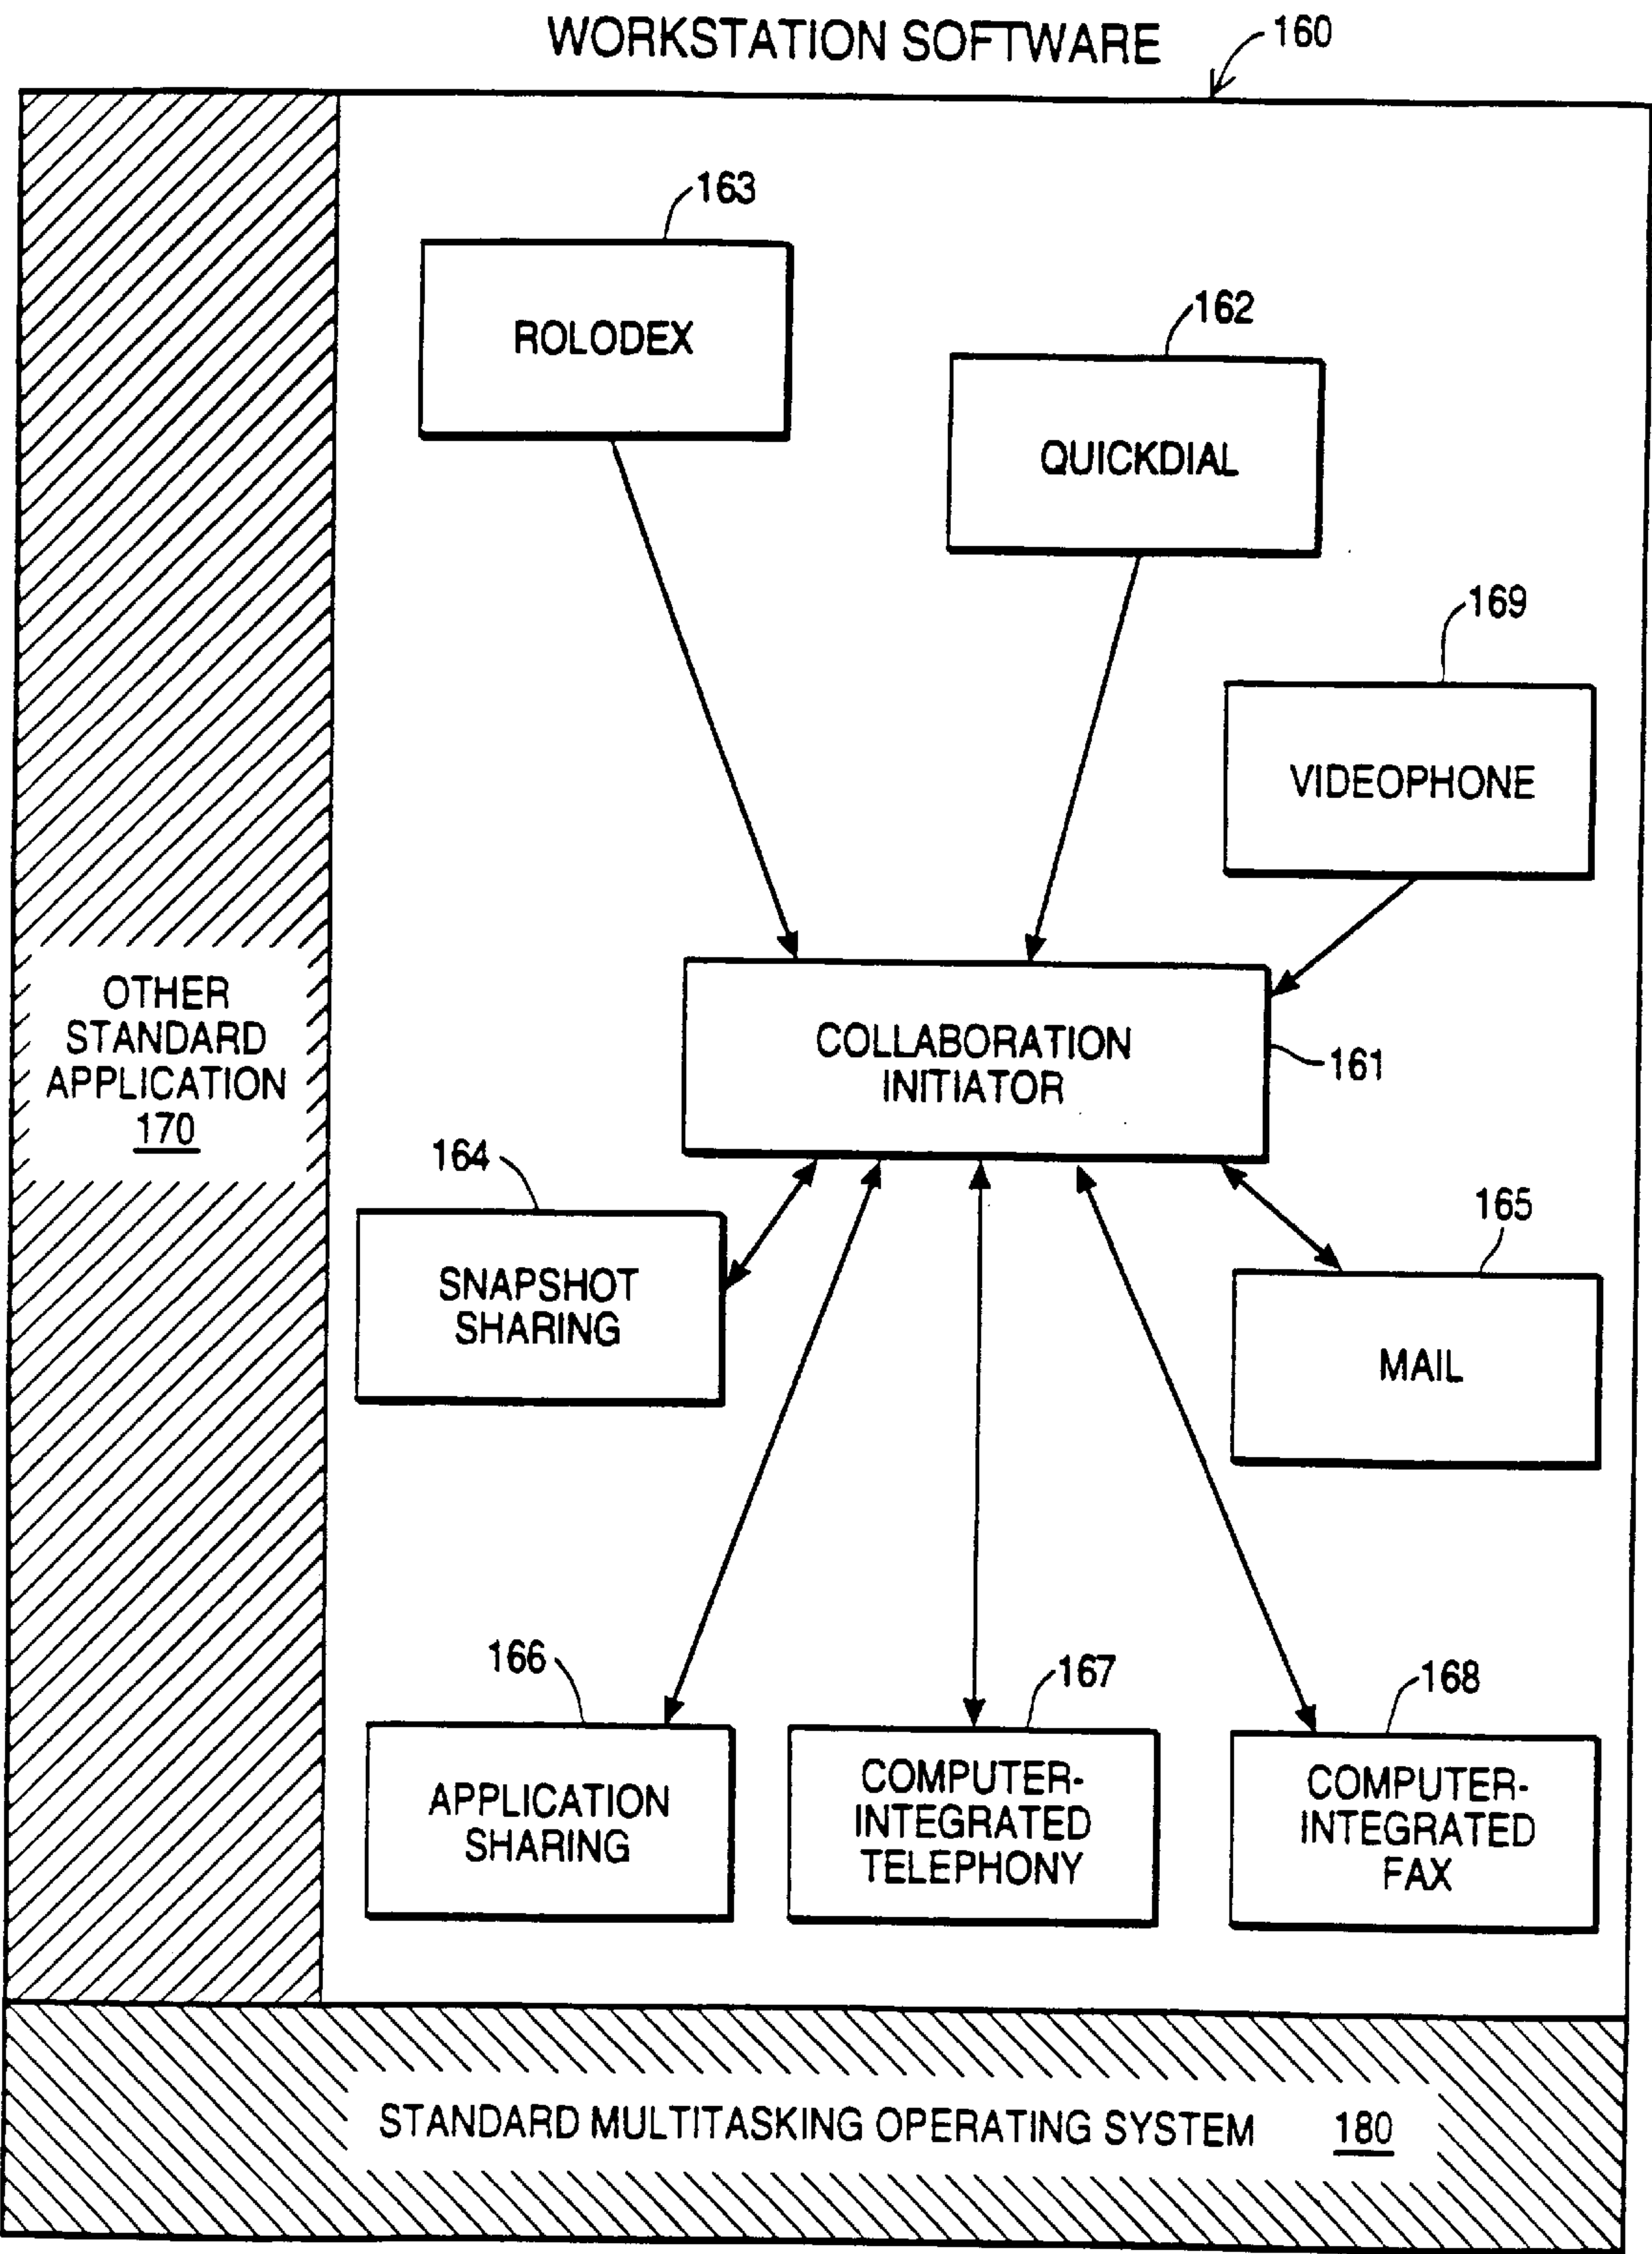 WORKSTATION SOFTWARE
160
163
ROLODEX
162
QUICKDIAL
169
VIDEOPHONE
OTHER
STANDARD
APPLICATION
170
COLLABORATION
INITIATOR
161
164
SNAPSHOT
SHARING
165
MAIL
166
APPLICATION
SHARING
167
COMPUTER-
INTEGRATED
TELEPHONY
168
COMPUTER-
INTEGRATED
FAX
STANDARD MULTITASKING OPERATING SYSTEM 180